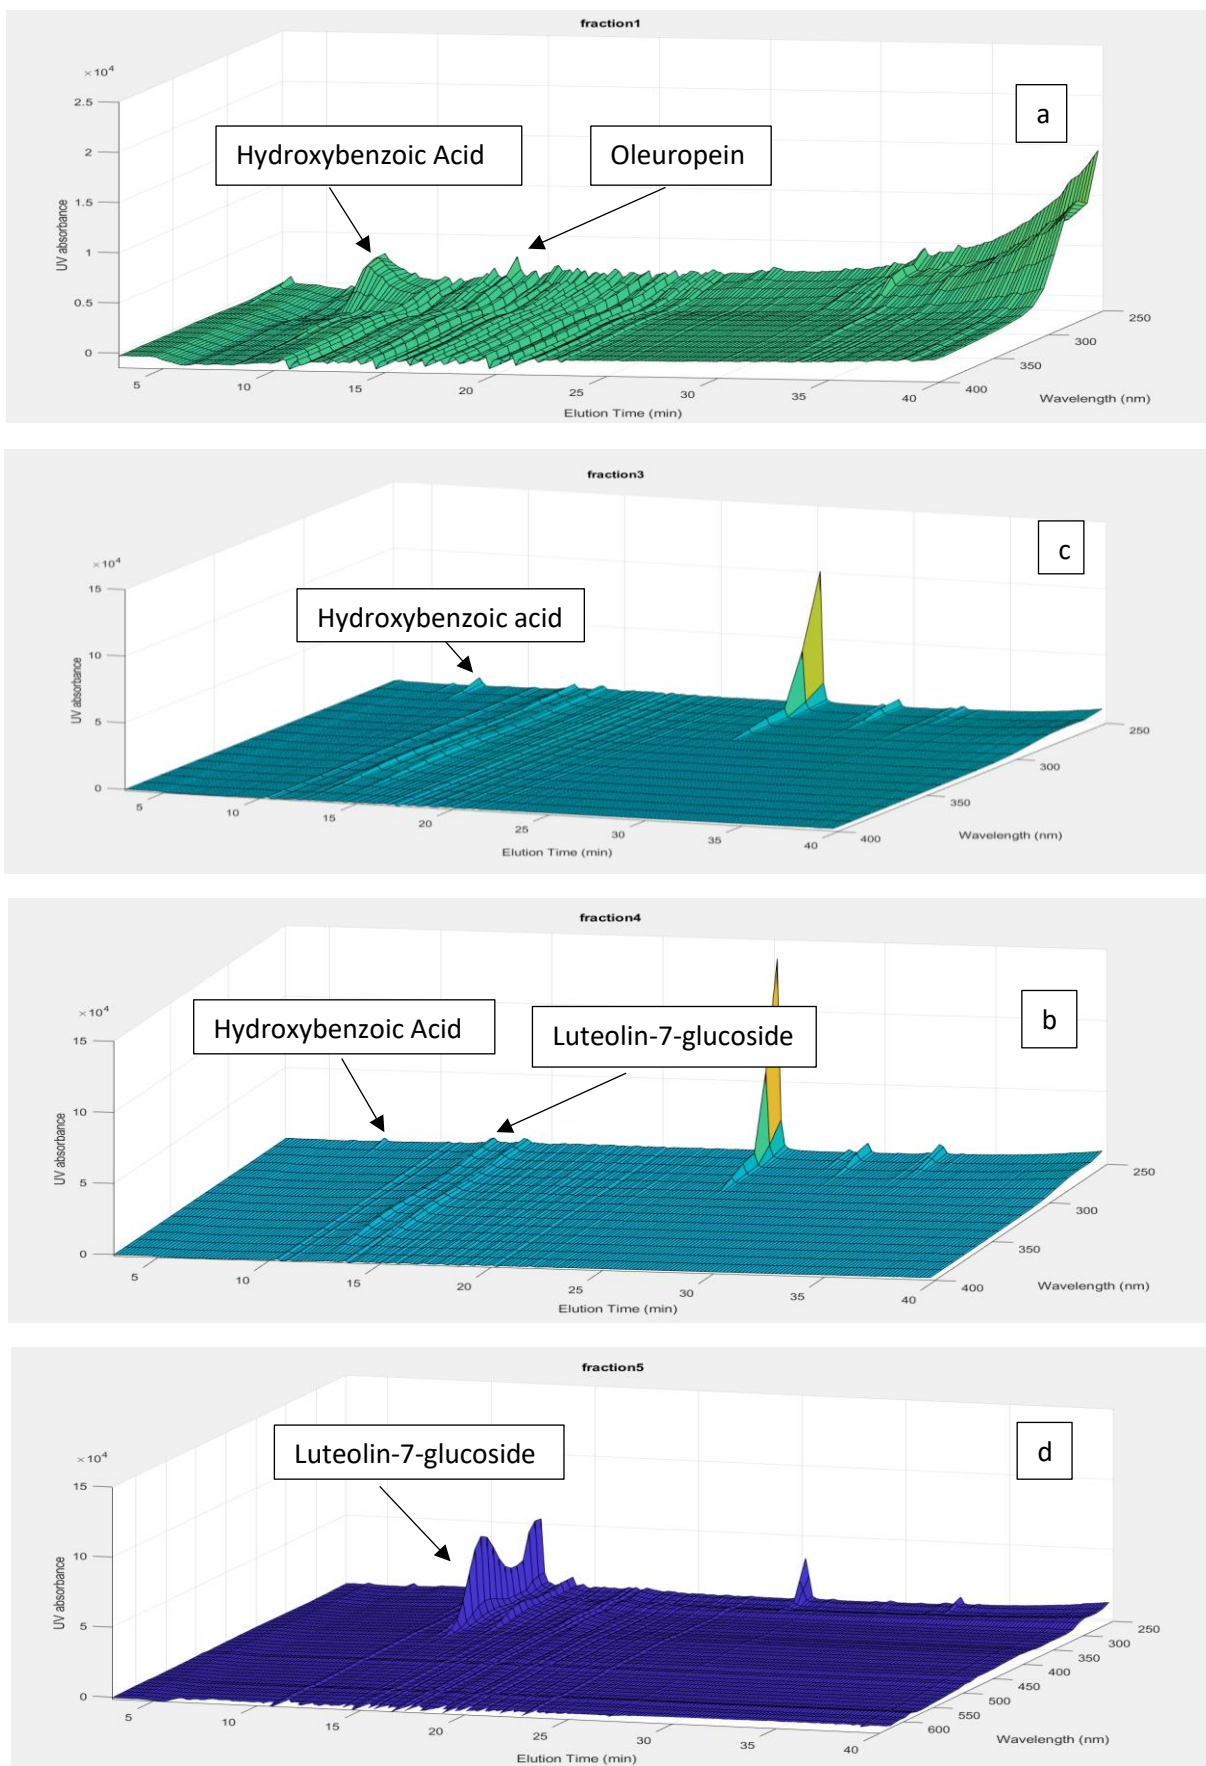 fraction1
×10⁴
a
2.5
2
1.5
1
0.5
0
UV absorbance
Hydroxybenzoic Acid
Oleuropein
5
10
15
20
25
30
35
40
Elution Time (min)
250
300
350
400
Wavelength (nm)
fraction3
×10⁴
c
15
10
5
0
UV absorbance
Hydroxybenzoic acid
5
10
15
20
25
30
35
40
Elution Time (min)
250
300
350
400
Wavelength (nm)
fraction4
×10⁴
b
15
10
5
0
UV absorbance
Hydroxybenzoic Acid
Luteolin-7-glucoside
5
10
15
20
25
30
35
40
Elution Time (min)
250
300
350
400
Wavelength (nm)
fraction5
×10⁴
d
15
10
5
0
UV absorbance
Luteolin-7-glucoside
5
10
15
20
25
30
35
40
Elution Time (min)
250
300
350
400
450
500
550
600
Wavelength (nm)